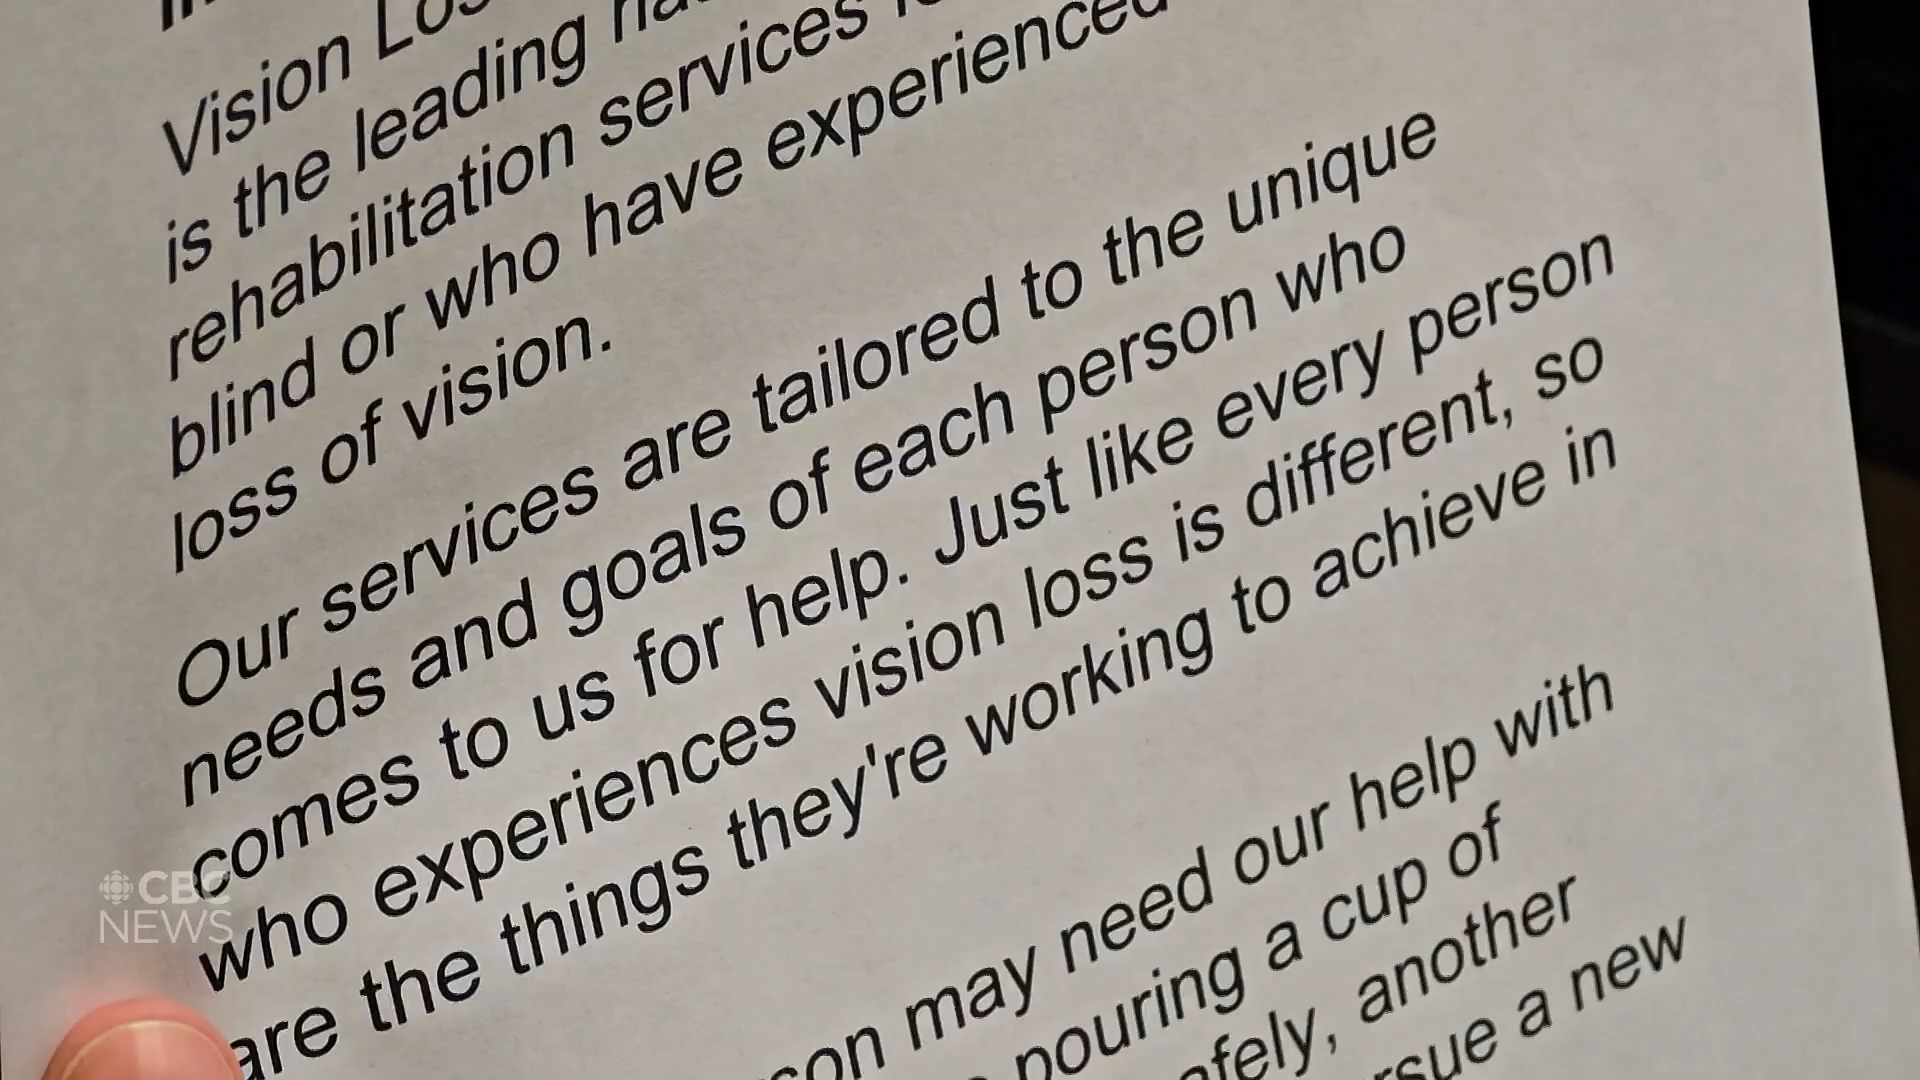 Vision
is the leading
rehabilitation services
blind or who have experienced
loss of vision.
Our services are tailored to the unique
needs and goals of each person who
comes to us for help. Just like every person
who experiences vision loss is different, so
are the things they're working to achieve in
may need our help with
pouring a cup of
another
a new
CBC
NEWS